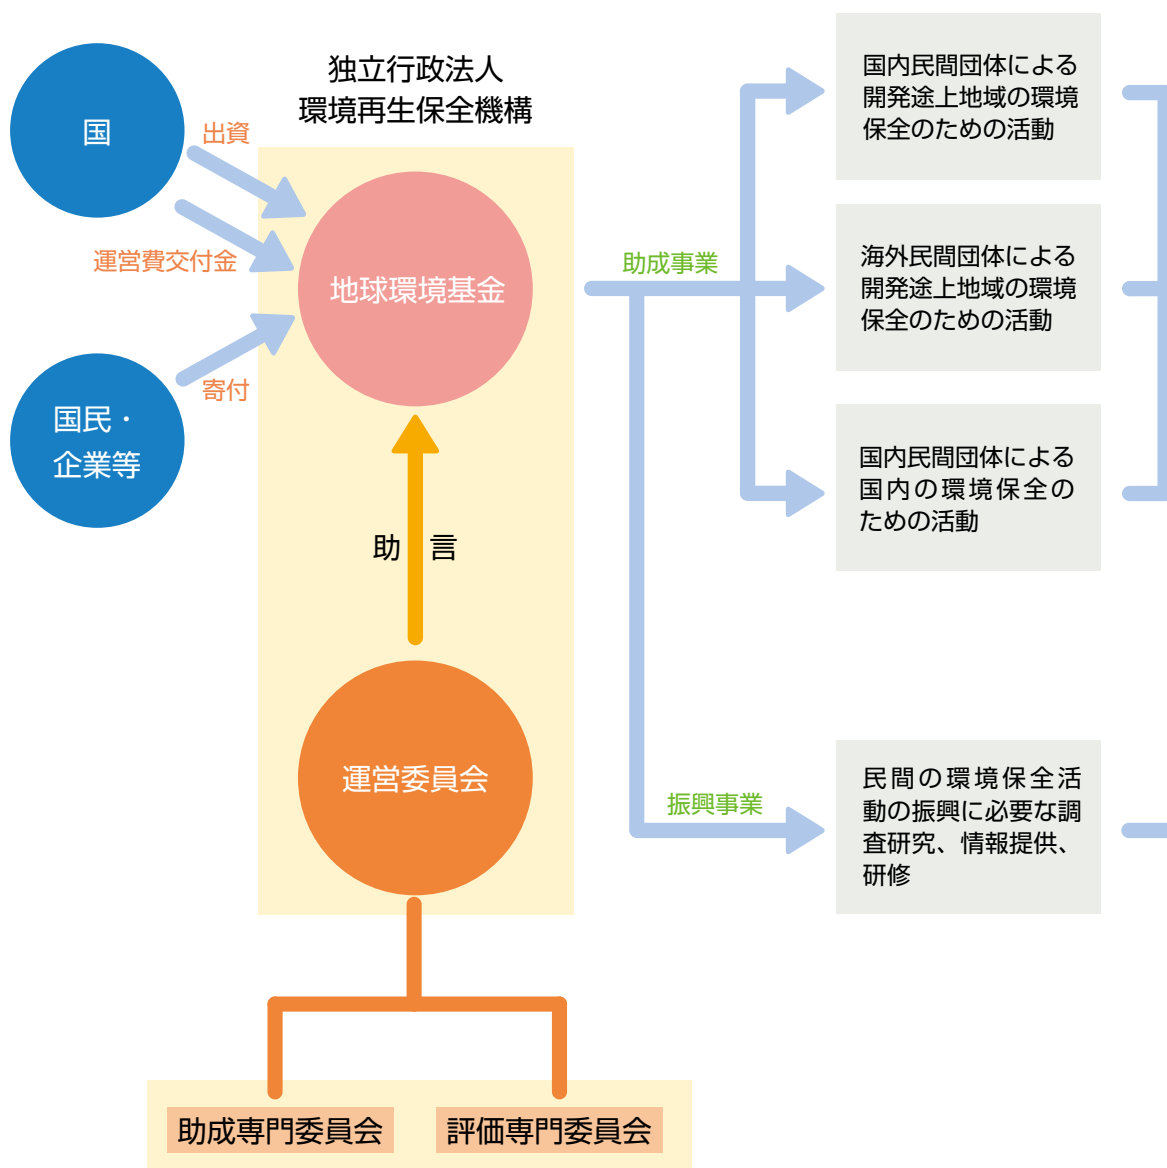 独立行政法人
環境再生保全機構
国
出資
運営費交付金
国民・
企業等
寄付
地球環境基金
助言
運営委員会
助成専門委員会
評価専門委員会
助成事業
国内民間団体による
開発途上地域の環境
保全のための活動
海外民間団体による
開発途上地域の環境
保全のための活動
国内民間団体による
国内の環境保全の
ための活動
振興事業
民間の環境保全活
動の振興に必要な調
査研究、情報提供、
研修